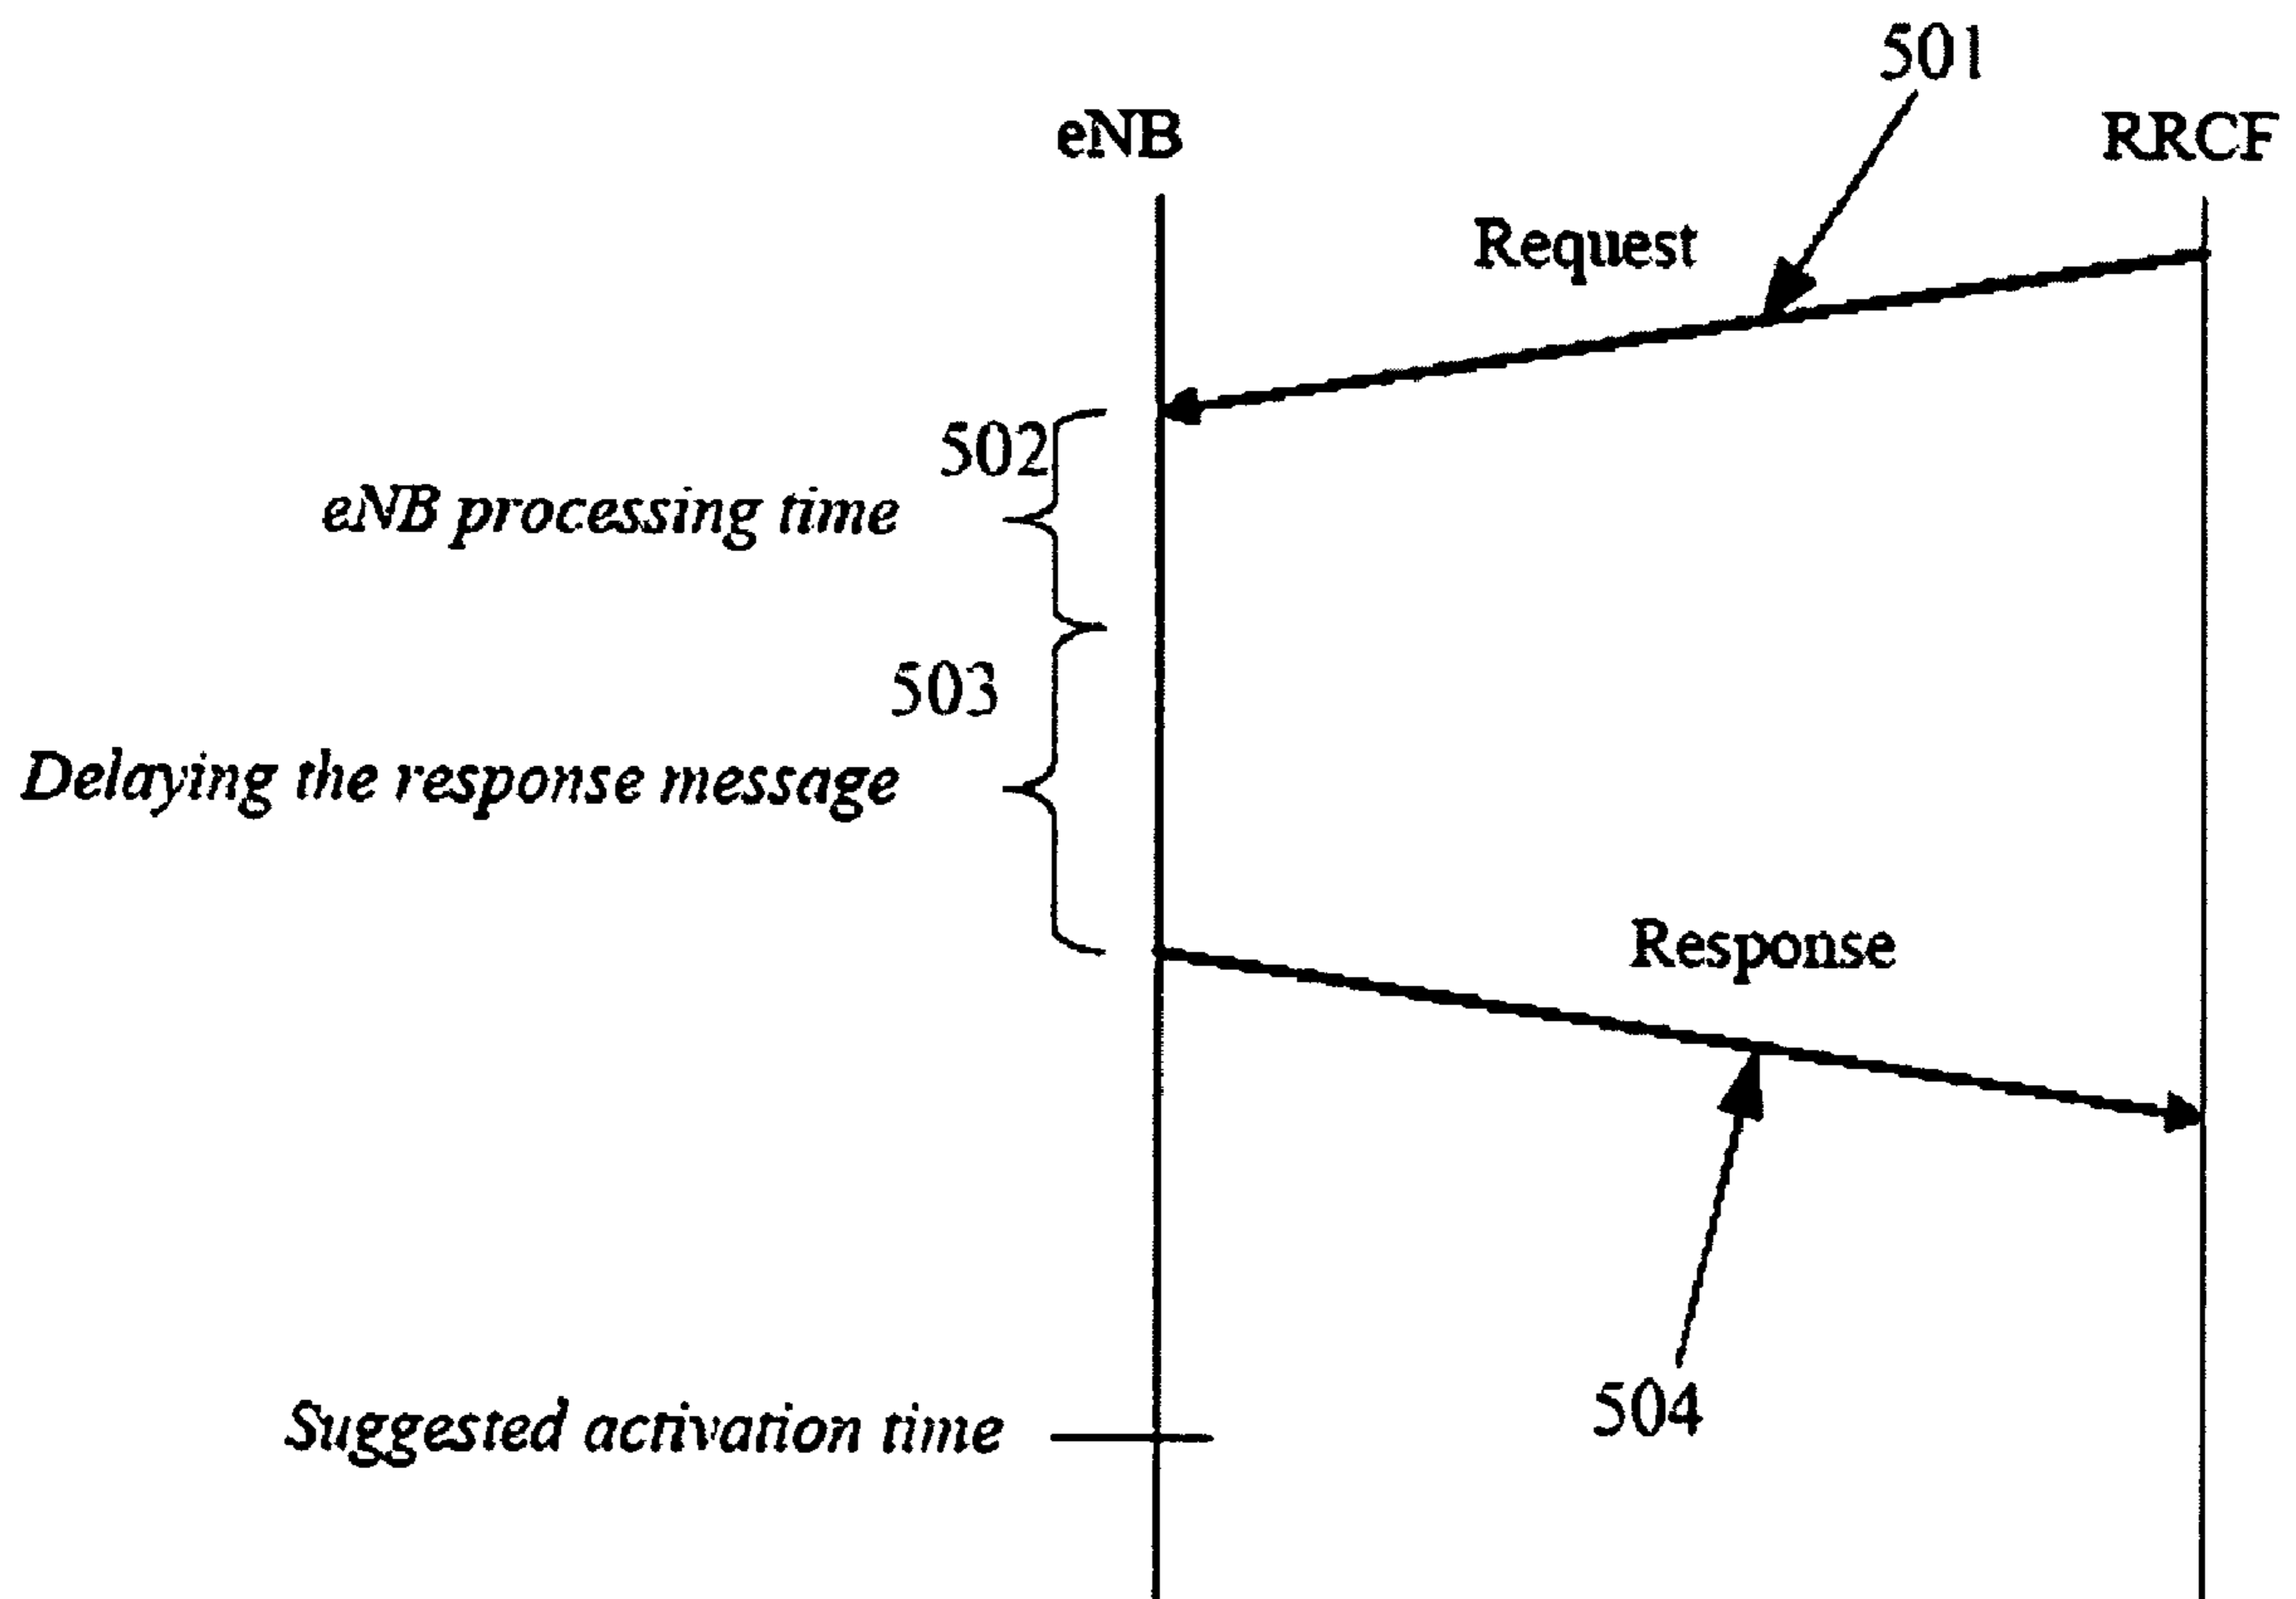 501
eNB
RRCF
Request
502
eNB processing time
503
Delaying the response message
Response
504
Suggested activation time